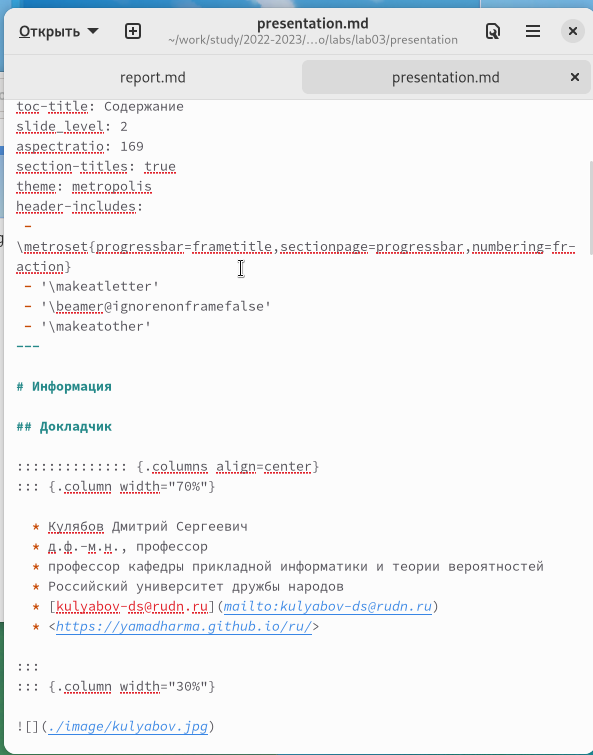 Открыть
presentation.md
~/work/study/2022-2023/…o/labs/lab03/presentation
report.md
presentation.md
toc-title: Содержание
slide_level: 2
aspectratio: 169
section-titles: true
theme: metropolis
header-includes:
-
\metroset{progressbar=frametitle,sectionpage=progressbar,numbering=fr-
action}
- '\makeatletter'
- '\beamer@ignorenonframefalse'
- '\makeatother'
---
# Информация
## Докладчик
:::::::::::::: {.columns align=center}
::: {.column width="70%"}
* Кулябов Дмитрий Сергеевич
* д.ф.-м.н., профессор
* профессор кафедры прикладной информатики и теории вероятностей
* Российский университет дружбы народов
* [kulyabov-ds@rudn.ru](mailto:kulyabov-ds@rudn.ru)
* <https://yamadharma.github.io/ru/>
:::
::: {.column width="30%"}
![](./image/kulyabov.jpg)